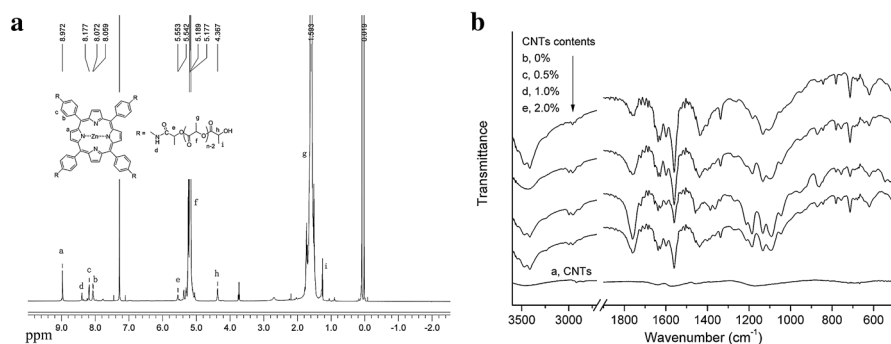 a
8.972
8.177
8.072
8.059
5.553
5.542
5.189
5.177
4.367
1.593
0.019
R
R
R
R
c
b
a
N
N
N
N
Zn
R =
N
H
d
O
e
O
O
g
f
O
n-2
O
h
OH
i
g
f
a
d
c
b
e
h
i
ppm
9.0 8.0 7.0 6.0 5.0 4.0 3.0 2.0 1.0 0.0 -1.0 -2.0
b
CNTs contents
b, 0%
c, 0.5%
d, 1.0%
e, 2.0%
a, CNTs
Transmittance
3500 3000 1800 1600 1400 1200 1000 800 600
Wavenumber (cm⁻¹)